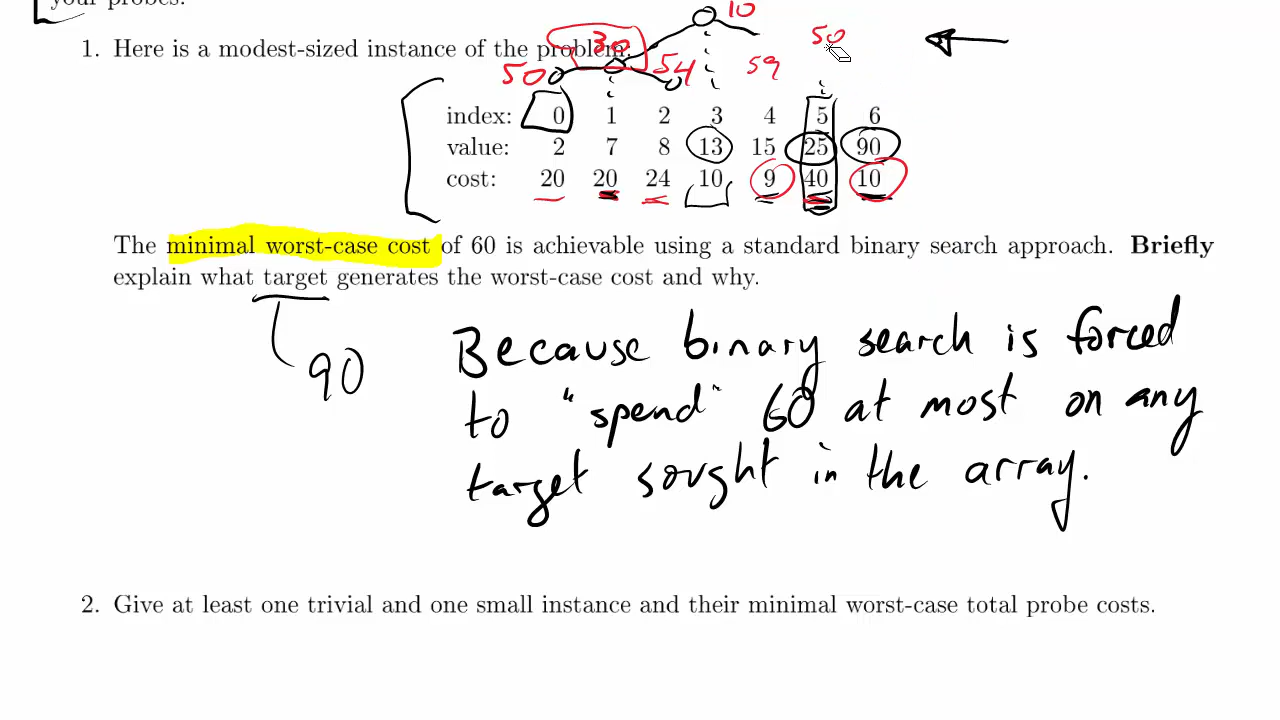 your probes.
10
1. Here is a modest-sized instance of the problem:
30
50
50
54
59
index: 0 1 2 3 4 5 6
value: 2 7 8 13 15 25 90
cost: 20 20 24 10 9 40 10
The minimal worst-case cost of 60 is achievable using a standard binary search approach. Briefly
explain what target generates the worst-case cost and why.
90
Because binary search is forced
to "spend" 60 at most on any
target sought in the array.
2. Give at least one trivial and one small instance and their minimal worst-case total probe costs.